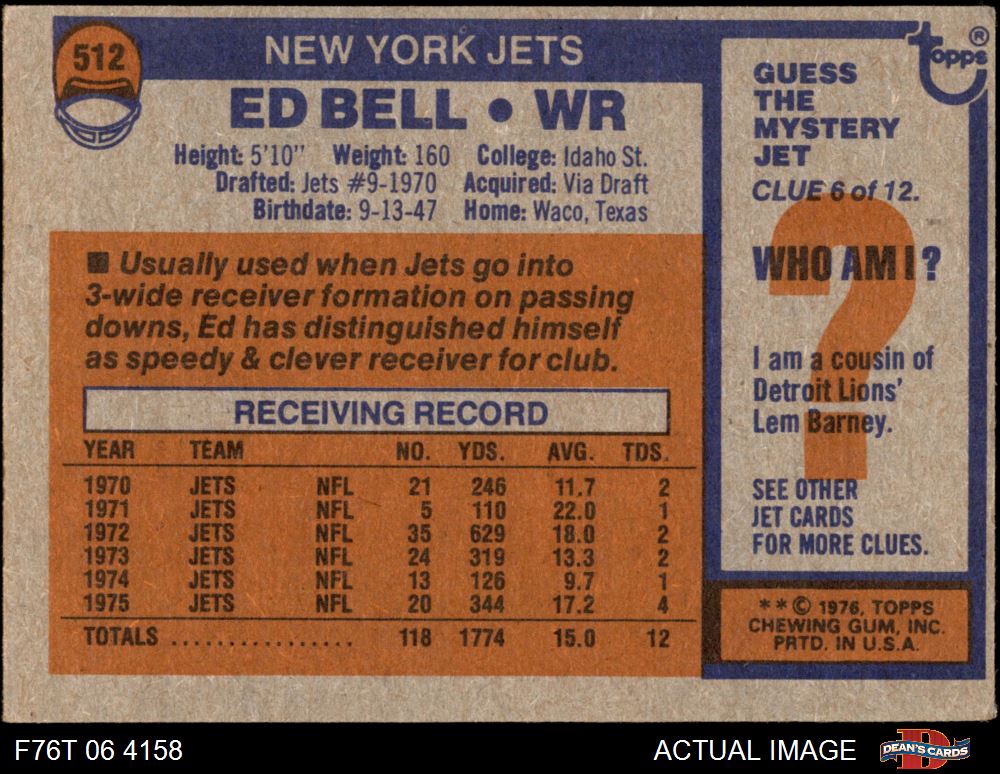 512
NEW YORK JETS
ED BELL • WR
Height: 5'10" Weight: 160 College: Idaho St.
Drafted: Jets #9-1970 Acquired: Via Draft
Birthdate: 9-13-47 Home: Waco, Texas
■ Usually used when Jets go into
3-wide receiver formation on passing
downs, Ed has distinguished himself
as speedy & clever receiver for club.
RECEIVING RECORD
YEAR TEAM NO. YDS. AVG. TDS.
1970 JETS NFL 21 246 11.7 2
1971 JETS NFL 5 110 22.0 1
1972 JETS NFL 35 629 18.0 2
1973 JETS NFL 24 319 13.3 2
1974 JETS NFL 13 126 9.7 1
1975 JETS NFL 20 344 17.2 4
TOTALS ................ 118 1774 15.0 12
topps ®
GUESS
THE
MYSTERY
JET
CLUE 6 of 12.
?
WHO AM I?
I am a cousin of
Detroit Lions'
Lem Barney.
SEE OTHER
JET CARDS
FOR MORE CLUES.
**© 1976, TOPPS
CHEWING GUM, INC.
PRTD. IN U.S.A.
F76T 06 4158
ACTUAL IMAGE
D
DEAN'S CARDS